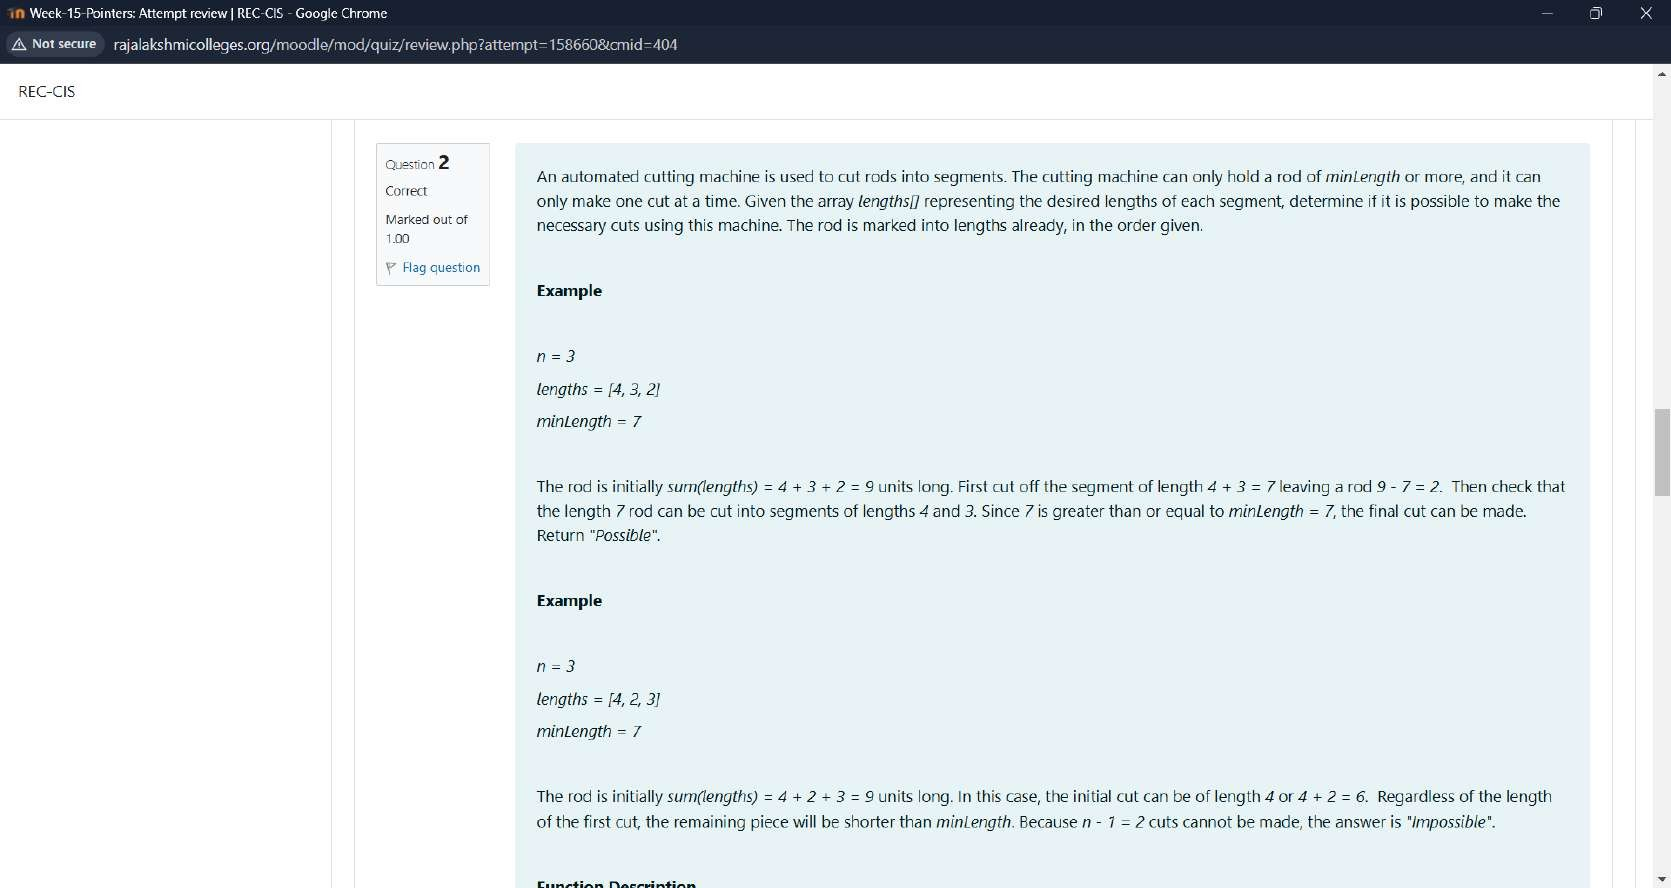 Week-15-Pointers: Attempt review | REC-CIS - Google Chrome
Not secure rajalakshmicolleges.org/moodle/mod/quiz/review.php?attempt=158660&cmid=404
REC-CIS
Question 2
Correct
Marked out of
1.00
Flag question
An automated cutting machine is used to cut rods into segments. The cutting machine can only hold a rod of minLength or more, and it can
only make one cut at a time. Given the array lengths[] representing the desired lengths of each segment, determine if it is possible to make the
necessary cuts using this machine. The rod is marked into lengths already, in the order given.
Example
n = 3
lengths = [4, 3, 2]
minLength = 7
The rod is initially sum(lengths) = 4 + 3 + 2 = 9 units long. First cut off the segment of length 4 + 3 = 7 leaving a rod 9 - 7 = 2. Then check that
the length 7 rod can be cut into segments of lengths 4 and 3. Since 7 is greater than or equal to minLength = 7, the final cut can be made.
Return "Possible".
Example
n = 3
lengths = [4, 2, 3]
minLength = 7
The rod is initially sum(lengths) = 4 + 2 + 3 = 9 units long. In this case, the initial cut can be of length 4 or 4 + 2 = 6. Regardless of the length
of the first cut, the remaining piece will be shorter than minLength. Because n - 1 = 2 cuts cannot be made, the answer is "Impossible".
Function Description